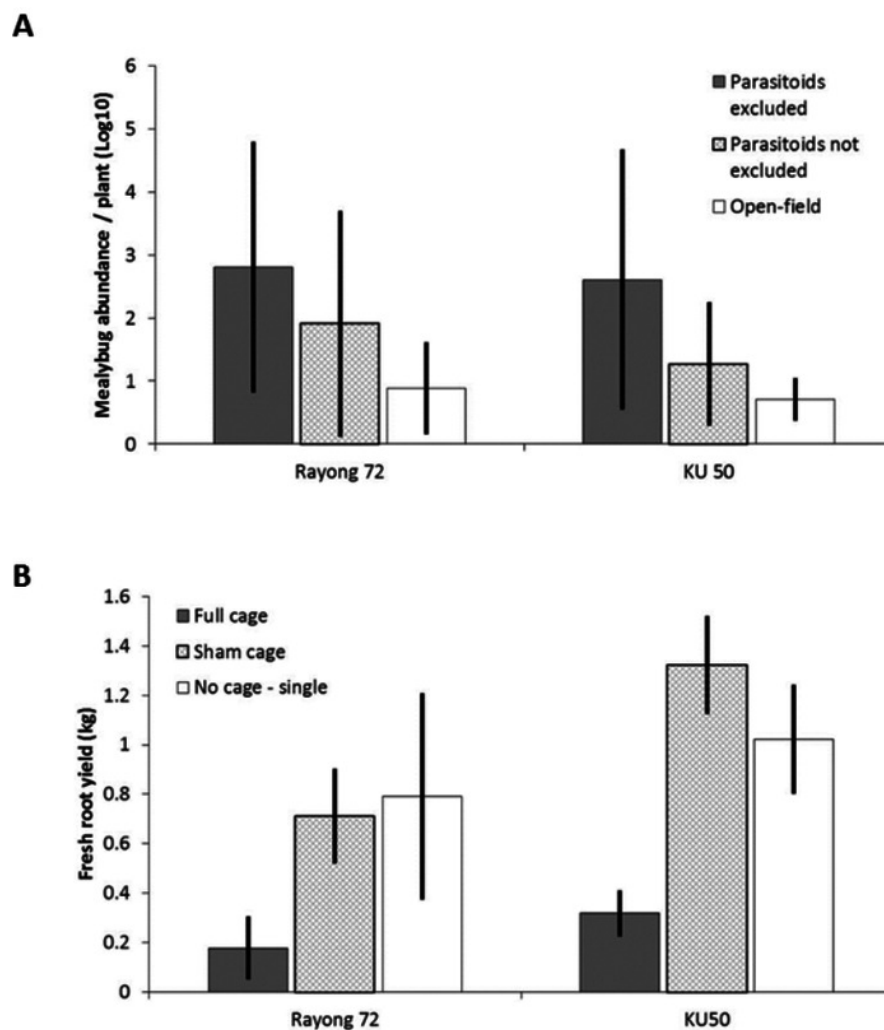 A
Mealybug abundance / plant (Log10)
6
5
4
3
2
1
0
Parasitoids
excluded
Parasitoids not
excluded
Open-field
Rayong 72
KU 50
B
Fresh root yield (kg)
1.6
1.4
1.2
1
0.8
0.6
0.4
0.2
0
Full cage
Sham cage
No cage - single
Rayong 72
KU50